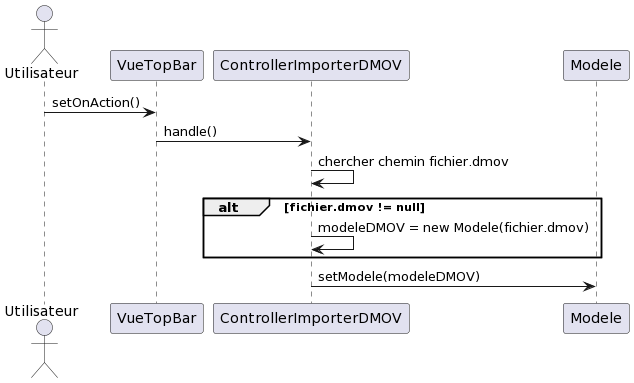 Utilisateur
VueTopBar
ControllerImporterDMOV
Modele
setOnAction()
handle()
chercher chemin fichier.dmov
alt
[fichier.dmov != null]
modeleDMOV = new Modele(fichier.dmov)
setModele(modeleDMOV)
Utilisateur
VueTopBar
ControllerImporterDMOV
Modele